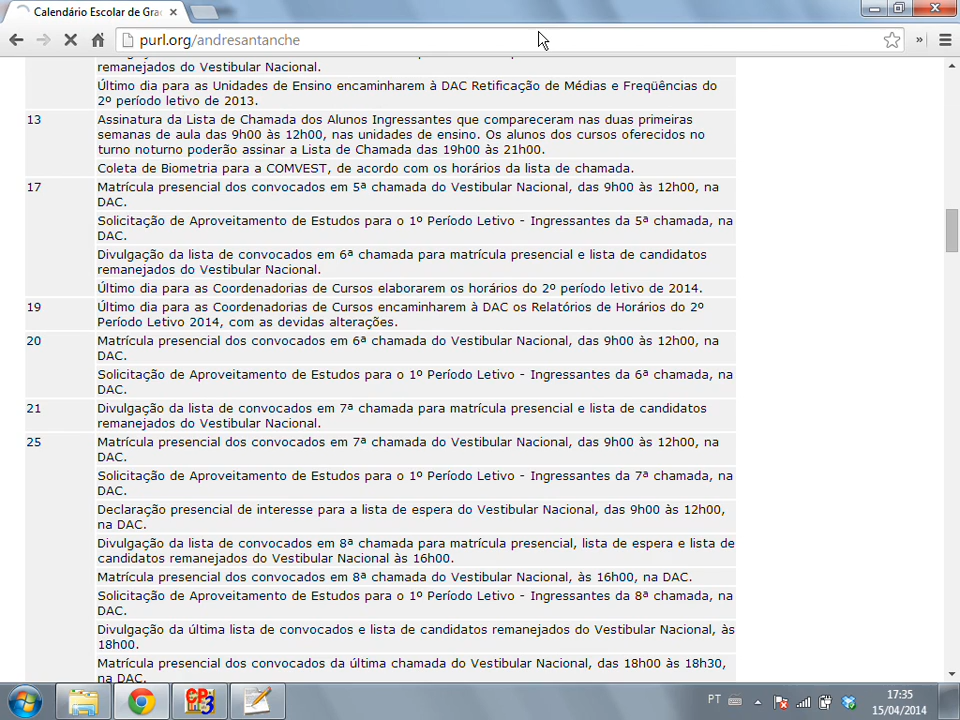 Calendário Escolar de Gra
purl.org/andresantanche
remanejados do Vestibular Nacional.
Último dia para as Unidades de Ensino encaminharem à DAC Retificação de Médias e Freqüências do
2º período letivo de 2013.
13
Assinatura da Lista de Chamada dos Alunos Ingressantes que compareceram nas duas primeiras
semanas de aula das 9h00 às 12h00, nas unidades de ensino. Os alunos dos cursos oferecidos no
turno noturno poderão assinar a Lista de Chamada das 19h00 às 21h00.
Coleta de Biometria para a COMVEST, de acordo com os horários da lista de chamada.
17
Matrícula presencial dos convocados em 5ª chamada do Vestibular Nacional, das 9h00 às 12h00, na
DAC.
Solicitação de Aproveitamento de Estudos para o 1º Período Letivo - Ingressantes da 5ª chamada, na
DAC.
Divulgação da lista de convocados em 6ª chamada para matrícula presencial e lista de candidatos
remanejados do Vestibular Nacional.
Último dia para as Coordenadorias de Cursos elaborarem os horários do 2º período letivo de 2014.
19
Último dia para as Coordenadorias de Cursos encaminharem à DAC os Relatórios de Horários do 2º
Período Letivo 2014, com as devidas alterações.
20
Matrícula presencial dos convocados em 6ª chamada do Vestibular Nacional, das 9h00 às 12h00, na
DAC.
Solicitação de Aproveitamento de Estudos para o 1º Período Letivo - Ingressantes da 6ª chamada, na
DAC.
21
Divulgação da lista de convocados em 7ª chamada para matrícula presencial e lista de candidatos
remanejados do Vestibular Nacional.
25
Matrícula presencial dos convocados em 7ª chamada do Vestibular Nacional, das 9h00 às 12h00, na
DAC.
Solicitação de Aproveitamento de Estudos para o 1º Período Letivo - Ingressantes da 7ª chamada, na
DAC.
Declaração presencial de interesse para a lista de espera do Vestibular Nacional, das 9h00 às 12h00,
na DAC.
Divulgação da lista de convocados em 8ª chamada para matrícula presencial, lista de espera e lista de
candidatos remanejados do Vestibular Nacional às 16h00.
Matrícula presencial dos convocados em 8ª chamada do Vestibular Nacional, às 16h00, na DAC.
Solicitação de Aproveitamento de Estudos para o 1º Período Letivo - Ingressantes da 8ª chamada, na
DAC.
Divulgação da última lista de convocados e lista de candidatos remanejados do Vestibular Nacional, às
18h00.
Matrícula presencial dos convocados da última chamada do Vestibular Nacional, das 18h00 às 18h30,
na DAC.
PT
17:35
15/04/2014